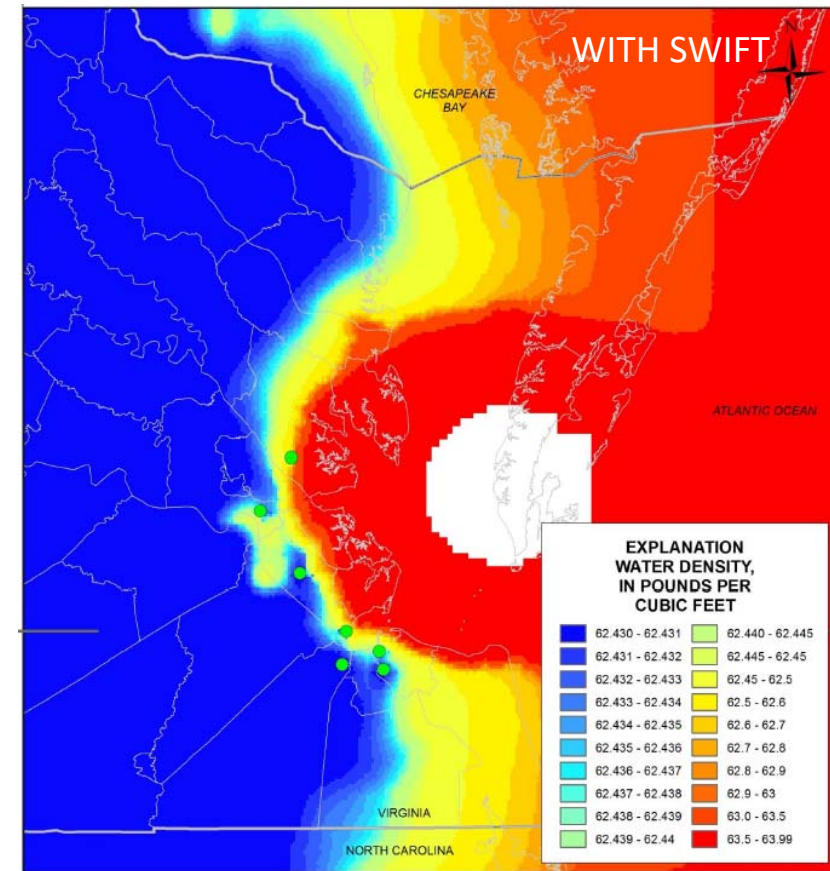 WITH SWIFT
N
CHESAPEAKE
BAY
ATLANTIC OCEAN
EXPLANATION
WATER DENSITY,
IN POUNDS PER
CUBIC FEET
62.430 - 62.431
62.431 - 62.432
62.432 - 62.433
62.433 - 62.434
62.434 - 62.435
62.435 - 62.436
62.436 - 62.437
62.437 - 62.438
62.438 - 62.439
62.439 - 62.44
62.440 - 62.445
62.445 - 62.45
62.45 - 62.5
62.5 - 62.6
62.6 - 62.7
62.7 - 62.8
62.8 - 62.9
62.9 - 63
63.0 - 63.5
63.5 - 63.99
VIRGINIA
NORTH CAROLINA